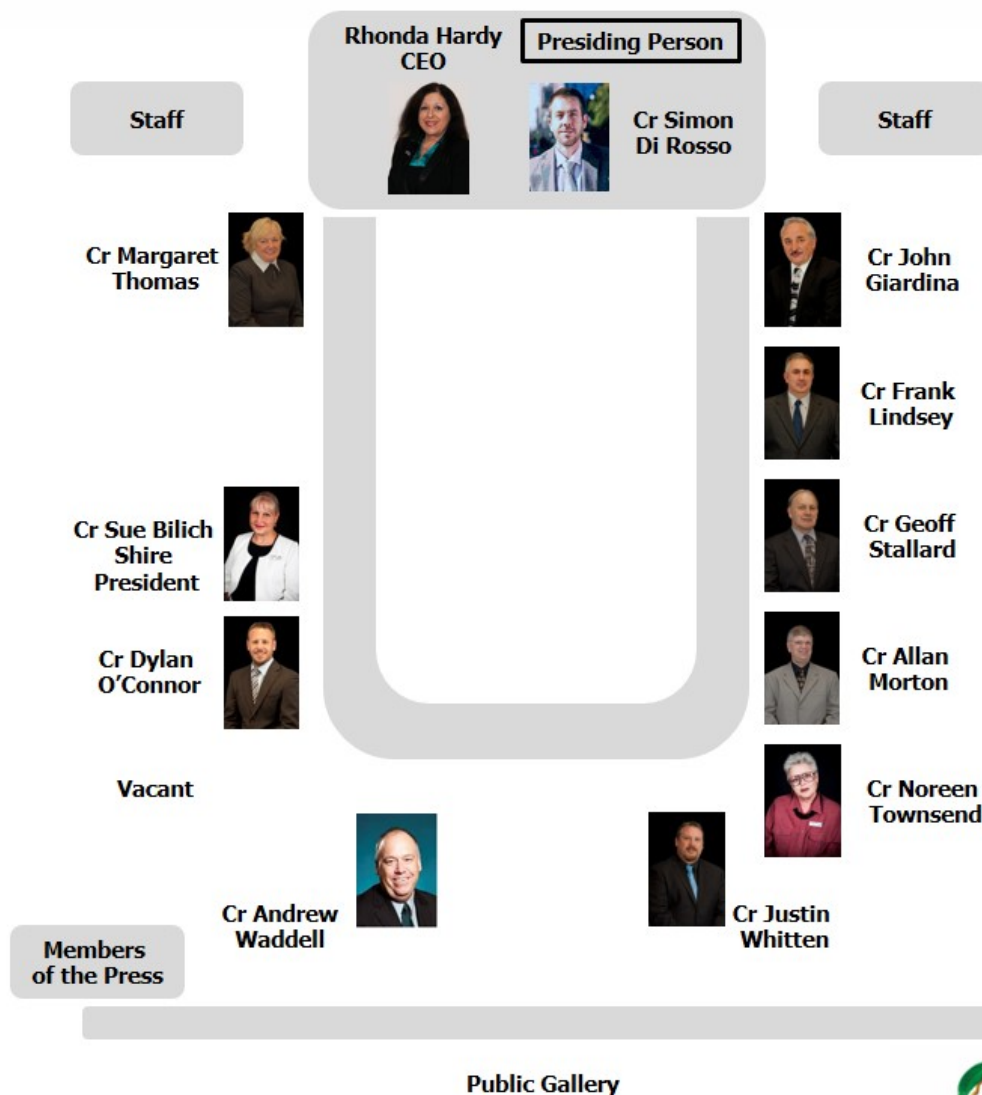 Rhonda Hardy
CEO
Presiding Person
Staff
Cr Simon
Di Rosso
Staff
Cr Margaret
Thomas
Cr John
Giardina
Cr Frank
Lindsey
Cr Sue Bilich
Shire
President
Cr Geoff
Stallard
Cr Dylan
O'Connor
Cr Allan
Morton
Vacant
Cr Noreen
Townsend
Cr Andrew
Waddell
Cr Justin
Whitten
Members
of the Press
Public Gallery